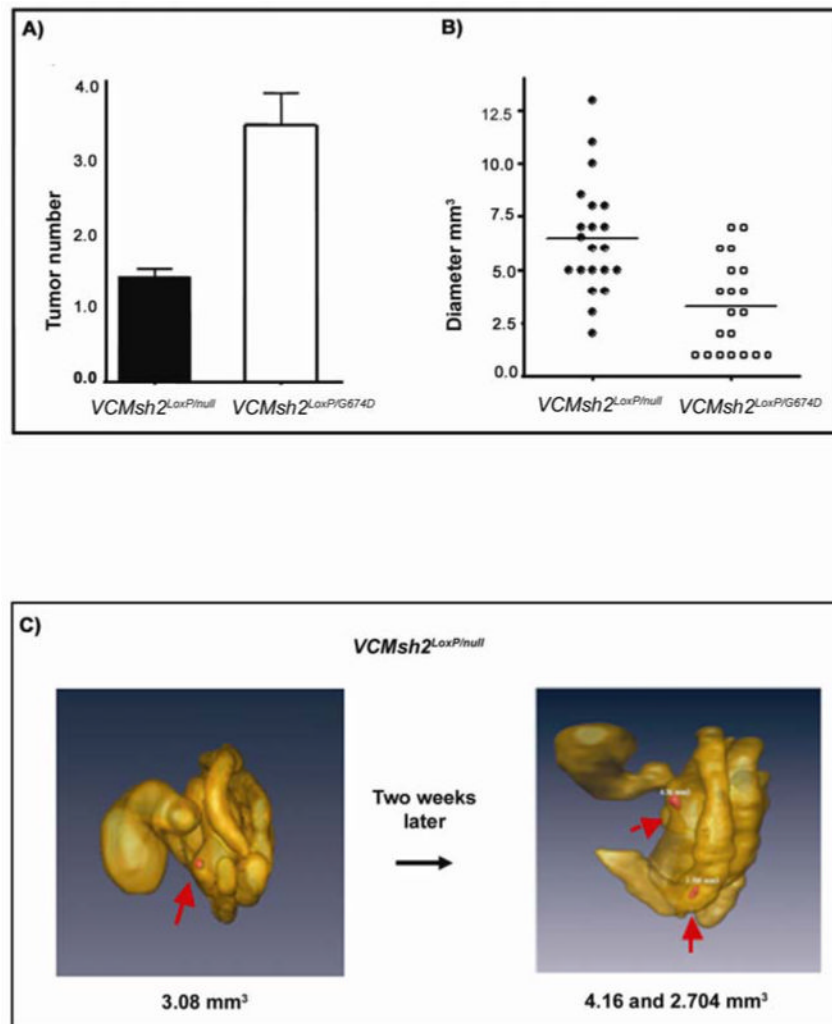 A)
4.0
3.0
2.0
1.0
0.0
Tumor number
VCMsh2LoxP/null VCMsh2LoxP/G674D
B)
12.5
10.0
7.5
5.0
2.5
0.0
Diameter mm³
VCMsh2LoxP/null VCMsh2LoxP/G674D
C)
VCMsh2LoxP/null
Two weeks
later
3.08 mm³
4.16 and 2.704 mm³